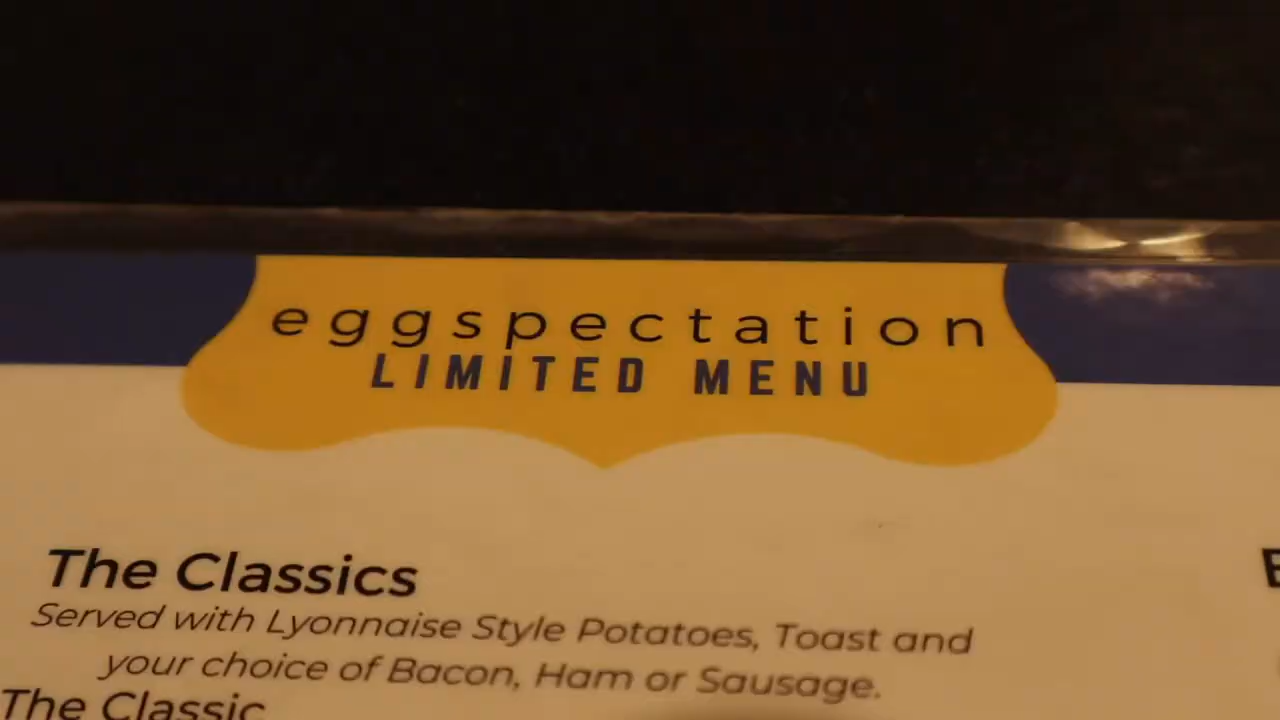 eggspectation
LIMITED MENU
The Classics
Served with Lyonnaise Style Potatoes, Toast and
your choice of Bacon, Ham or Sausage.
The Classic